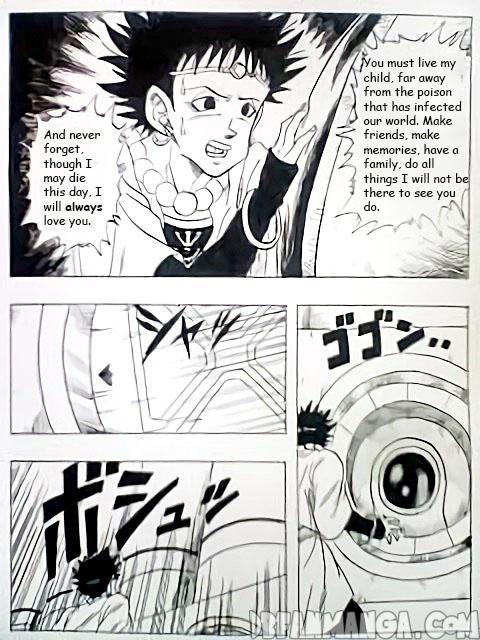 You must live my
child, far away
from the poison
that has infected
our world. Make
friends, make
memories, have a
family, do all
things I will not be
there to see you
do.
And never
forget,
though I
may die
this day, I
will always
love you.
シャッ
ゴゴン..
ボシュッ
DREAMMANGA.COM